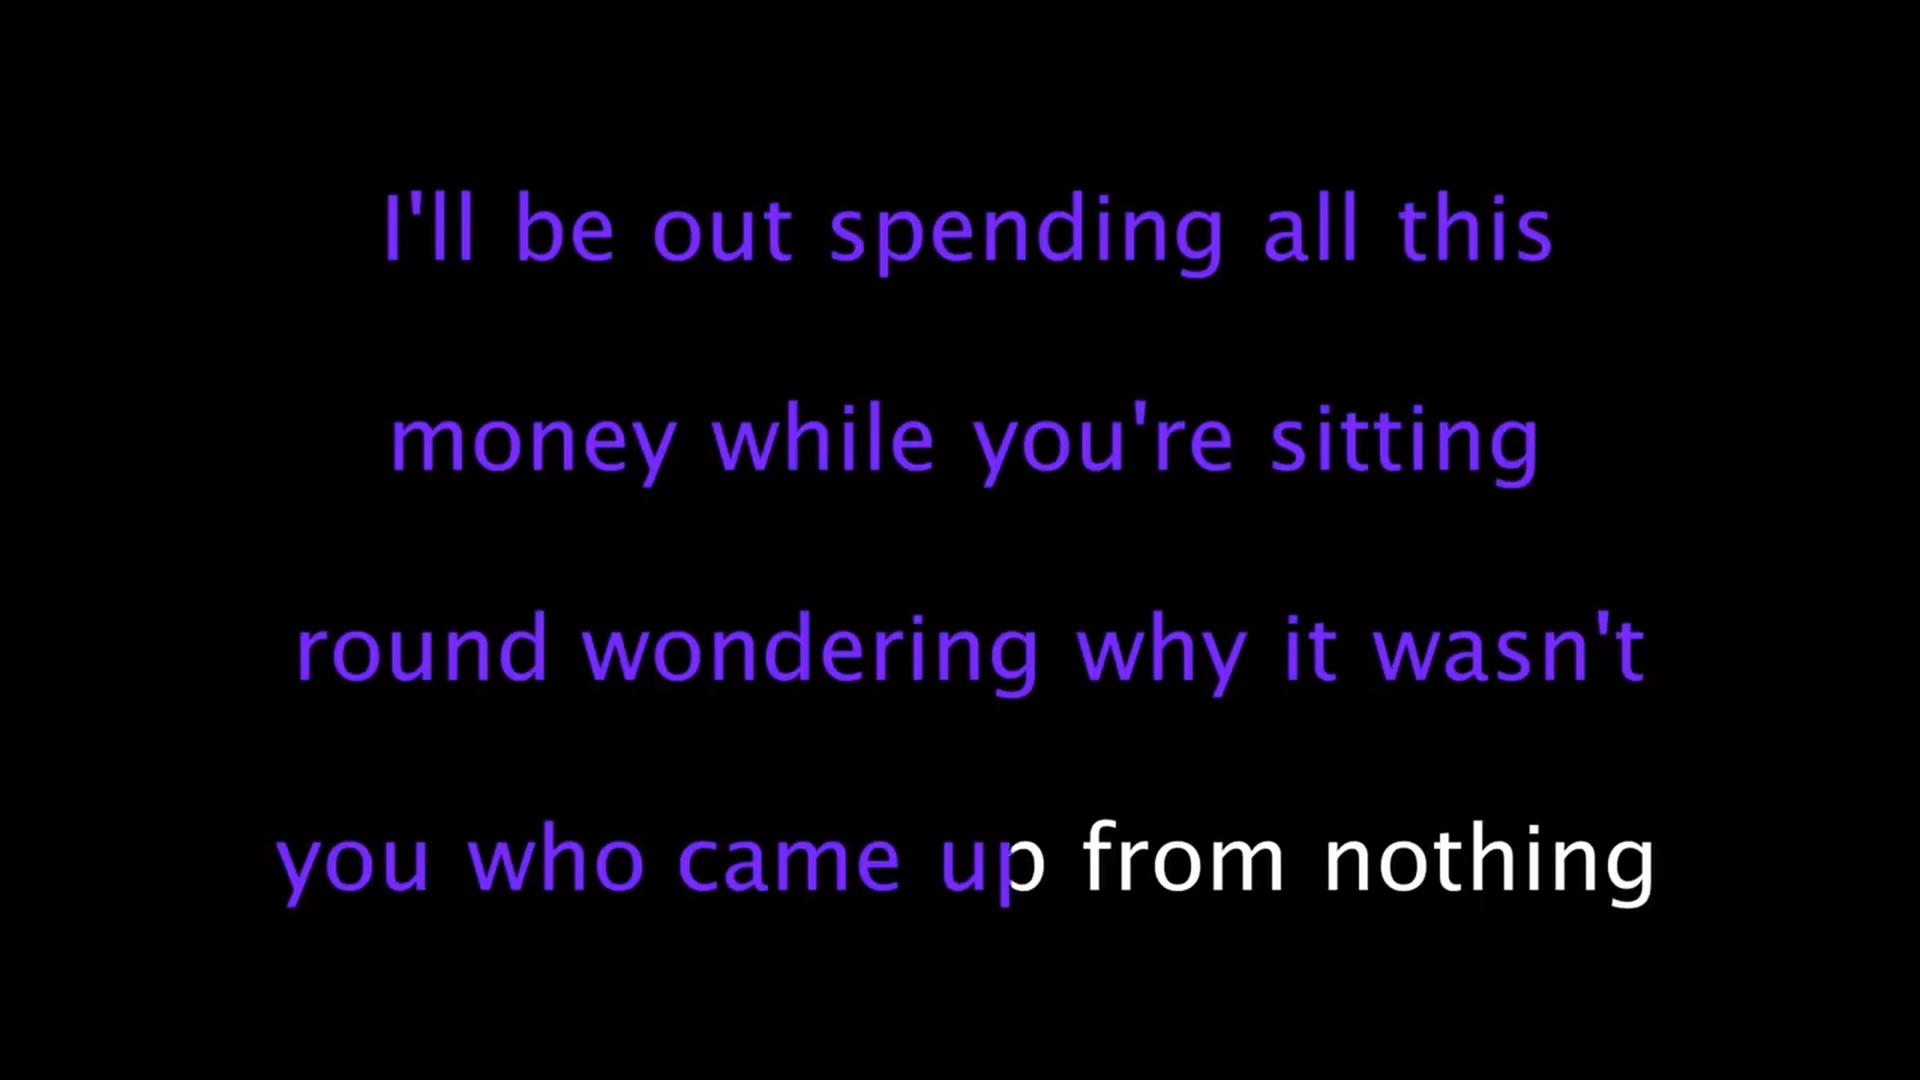 I'll be out spending all this
money while you're sitting
round wondering why it wasn't
you who came up from nothing